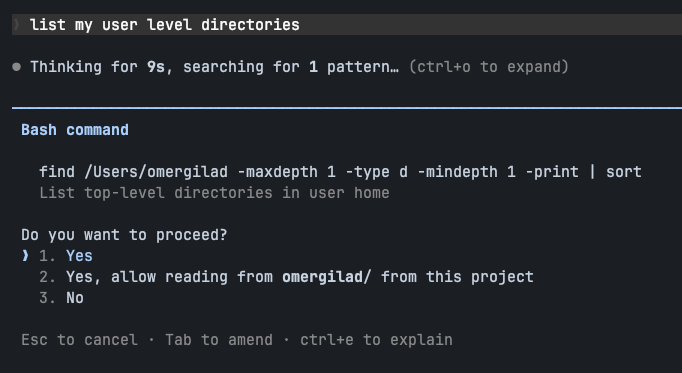 ❯ list my user level directories
● Thinking for 9s, searching for 1 pattern… (ctrl+o to expand)
Bash command
find /Users/omergilad -maxdepth 1 -type d -mindepth 1 -print | sort
List top-level directories in user home
Do you want to proceed?
❯ 1. Yes
2. Yes, allow reading from omergilad/ from this project
3. No
Esc to cancel · Tab to amend · ctrl+e to explain